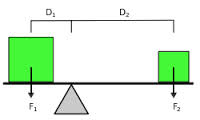 D₁ D₂
F₁ F₂